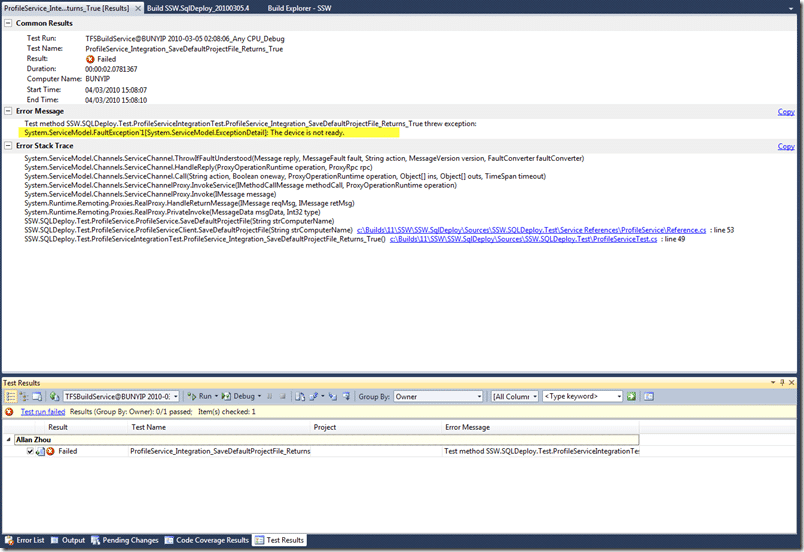 ProfileService_Inte...turns_True [Results]
Build SSW.SqlDeploy_20100305.4
Build Explorer - SSW
Common Results
Test Run: TFSBuildService@BUNYIP 2010-03-05 02:08:06_Any CPU_Debug
Test Name: ProfileService_Integration_SaveDefaultProjectFile_Returns_True
Result: Failed
Duration: 00:00:02.0781367
Computer Name: BUNYIP
Start Time: 04/03/2010 15:08:07
End Time: 04/03/2010 15:08:10
Error Message Copy
Test method SSW.SQLDeploy.Test.ProfileServiceIntegrationTest.ProfileService_Integration_SaveDefaultProjectFile_Returns_True threw exception:
System.ServiceModel.FaultException`1[System.ServiceModel.ExceptionDetail]: The device is not ready.
Error Stack Trace Copy
System.ServiceModel.Channels.ServiceChannel.ThrowIfFaultUnderstood(Message reply, MessageFault fault, String action, MessageVersion version, FaultConverter faultConverter)
System.ServiceModel.Channels.ServiceChannel.HandleReply(ProxyOperationRuntime operation, ProxyRpc rpc)
System.ServiceModel.Channels.ServiceChannel.Call(String action, Boolean oneway, ProxyOperationRuntime operation, Object[] ins, Object[] outs, TimeSpan timeout)
System.ServiceModel.Channels.ServiceChannelProxy.InvokeService(IMethodCallMessage methodCall, ProxyOperationRuntime operation)
System.ServiceModel.Channels.ServiceChannelProxy.Invoke(IMessage message)
System.Runtime.Remoting.Proxies.RealProxy.HandleReturnMessage(IMessage reqMsg, IMessage retMsg)
System.Runtime.Remoting.Proxies.RealProxy.PrivateInvoke(MessageData msgData, Int32 type)
SSW.SQLDeploy.Test.ProfileService.ProfileService.SaveDefaultProjectFile(String strComputerName)
SSW.SQLDeploy.Test.ProfileService.ProfileServiceClient.SaveDefaultProjectFile(String strComputerName) c:\Builds\11\SSW\SSW.SqlDeploy\Sources\SSW.SQLDeploy.Test\Service References\ProfileService\Reference.cs : line 53
SSW.SQLDeploy.Test.ProfileServiceIntegrationTest.ProfileService_Integration_SaveDefaultProjectFile_Returns_True() c:\Builds\11\SSW\SSW.SqlDeploy\Sources\SSW.SQLDeploy.Test\ProfileServiceTest.cs : line 49
Test Results
TFSBuildService@BUNYIP 2010-0: Run Debug Group By: Owner [All Column <Type keyword>
Test run failed Results (Group By: Owner): 0/1 passed; Item(s) checked: 1
Result Test Name Project Error Message
Allan Zhou
Failed ProfileService_Integration_SaveDefaultProjectFile_Returns Test method SSW.SQLDeploy.Test.ProfileServiceIntegrationTes
Error List Output Pending Changes Code Coverage Results Test Results